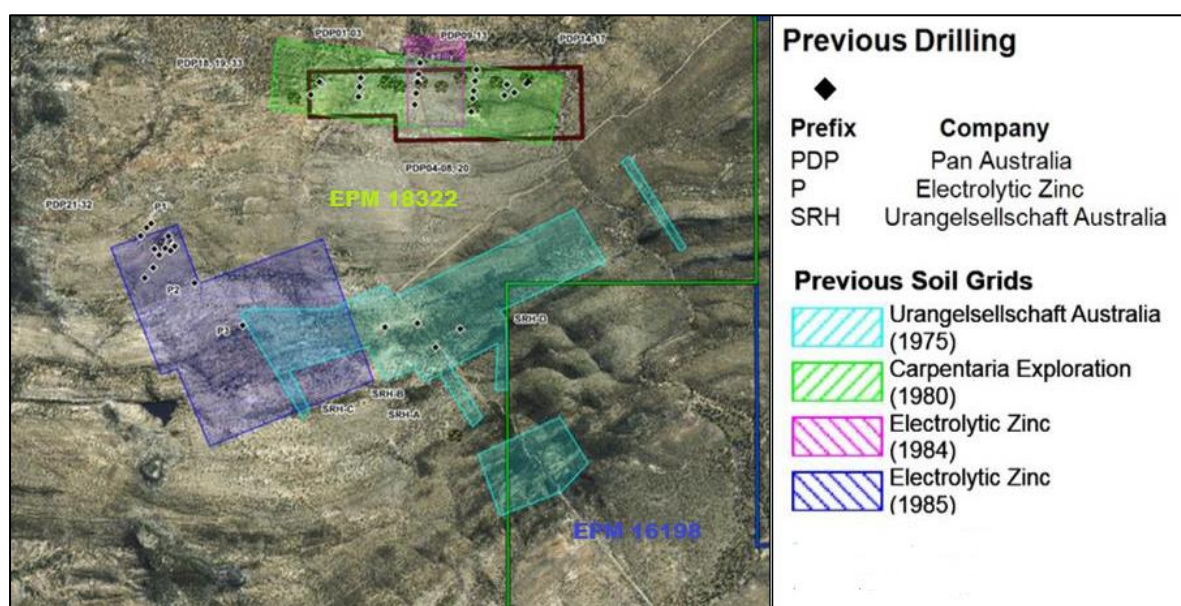 PDP01-03
PDP09-13
PDP14-17
PDP18, 19, 33
PDP04-08, 20
EPM 18322
PDP21-32
P1
P2
P3
SRH-D
SRH-B
SRH-C
SRH-A
EPM 16198
Previous Drilling
Prefix Company
PDP Pan Australia
P Electrolytic Zinc
SRH Urangelsellschaft Australia
Previous Soil Grids
Urangelsellschaft Australia
(1975)
Carpentaria Exploration
(1980)
Electrolytic Zinc
(1984)
Electrolytic Zinc
(1985)